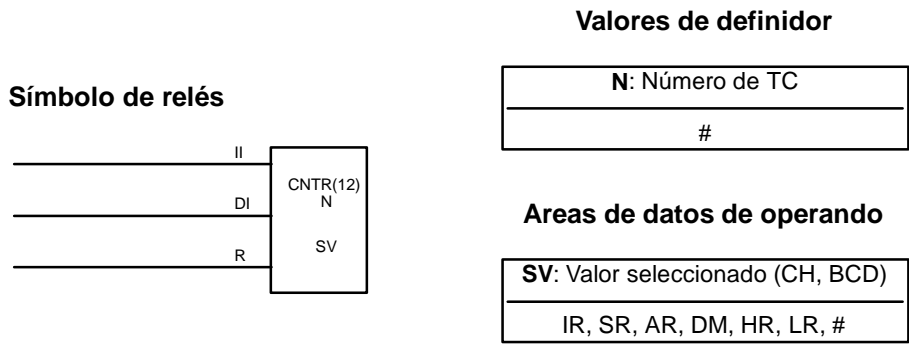 Símbolo de relés
II
DI
R
CNTR(12)
N
SV
Valores de definidor
N: Número de TC
#
Areas de datos de operando
SV: Valor seleccionado (CH, BCD)
IR, SR, AR, DM, HR, LR, #